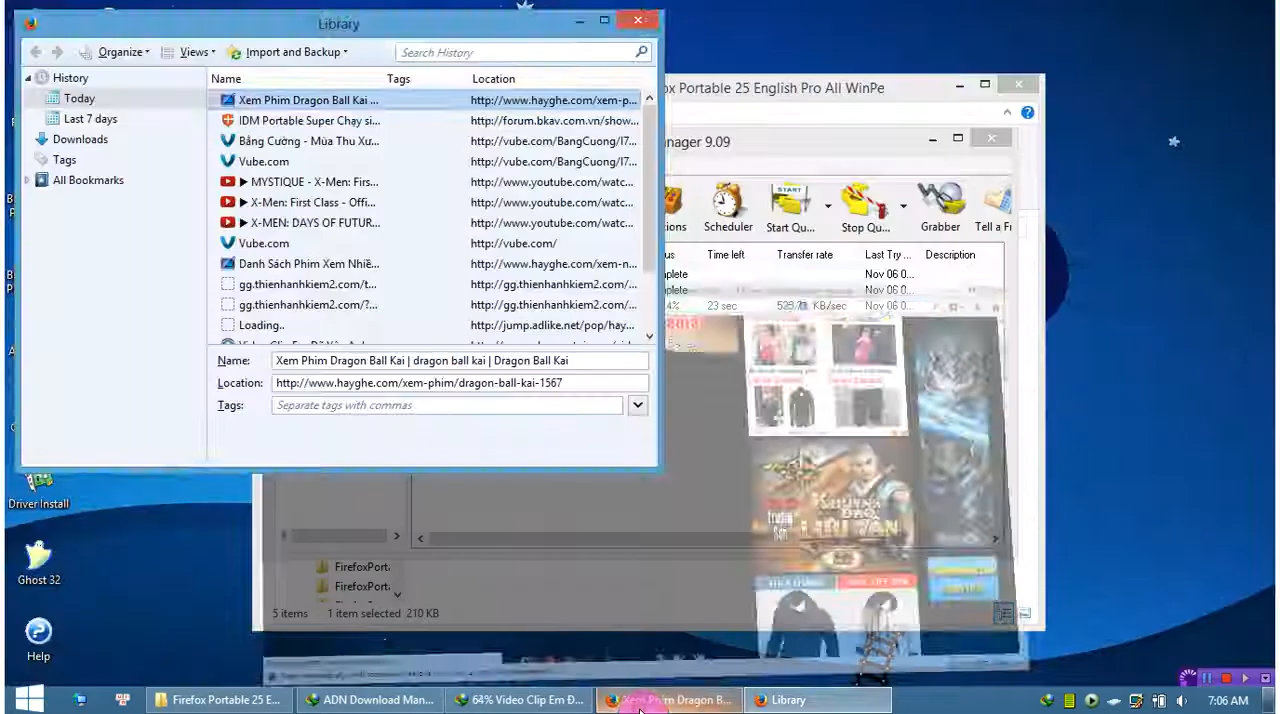 Library
Organize
Views
Import and Backup
Search History
History
Today
Last 7 days
Downloads
Tags
All Bookmarks
Name Tags Location
Xem Phim Dragon Ball Kai ... http://www.hayghe.com/xem-p...
IDM Portable Auto Chạy si... http://forum.bkav.com.vn/show...
Bằng Cường - Mùa Thu Xư... http://vube.com/BangCuong/I7...
Vube.com http://vube.com/BangCuong/I7...
▶ MYSTIQUE - X-Men: Firs... http://www.youtube.com/watc...
▶ X-Men: First Class - Offi... http://www.youtube.com/watc...
▶ X-MEN: DAYS OF FUTUR... http://www.youtube.com/watc...
Vube.com http://vube.com/
Danh Sách Phim Xem Nhiề... http://www.hayghe.com/xem-n...
gg.thienhanhkiem2.com/t... http://gg.thienhanhkiem2.com/...
gg.thienhanhkiem2.com/?... http://gg.thienhanhkiem2.com/...
Loading.. http://jump.adlike.net/pop/hay...
Name: Xem Phim Dragon Ball Kai | dragon ball kai | Dragon Ball Kai
Location: http://www.hayghe.com/xem-phim/dragon-ball-kai-1567
Tags: Separate tags with commas
ox Portable 25 English Pro All WinPe
nager 9.09
ions Scheduler Start Qu... Stop Qu... Grabber Tell a Fr
Time left Transfer rate Last Try ... Description
plete Nov 06 0...
plete Nov 06 0...
4% 23 sec KB/sec Nov 06 0...
FirefoxPorta
FirefoxPorta
5 items 1 item selected 210 KB
Driver Install
Ghost 32
Help
Firefox Portable 25 E...
ADN Download Man...
64% Video Clip Em Đ...
Xem Phim Dragon B...
Library
7:06 AM